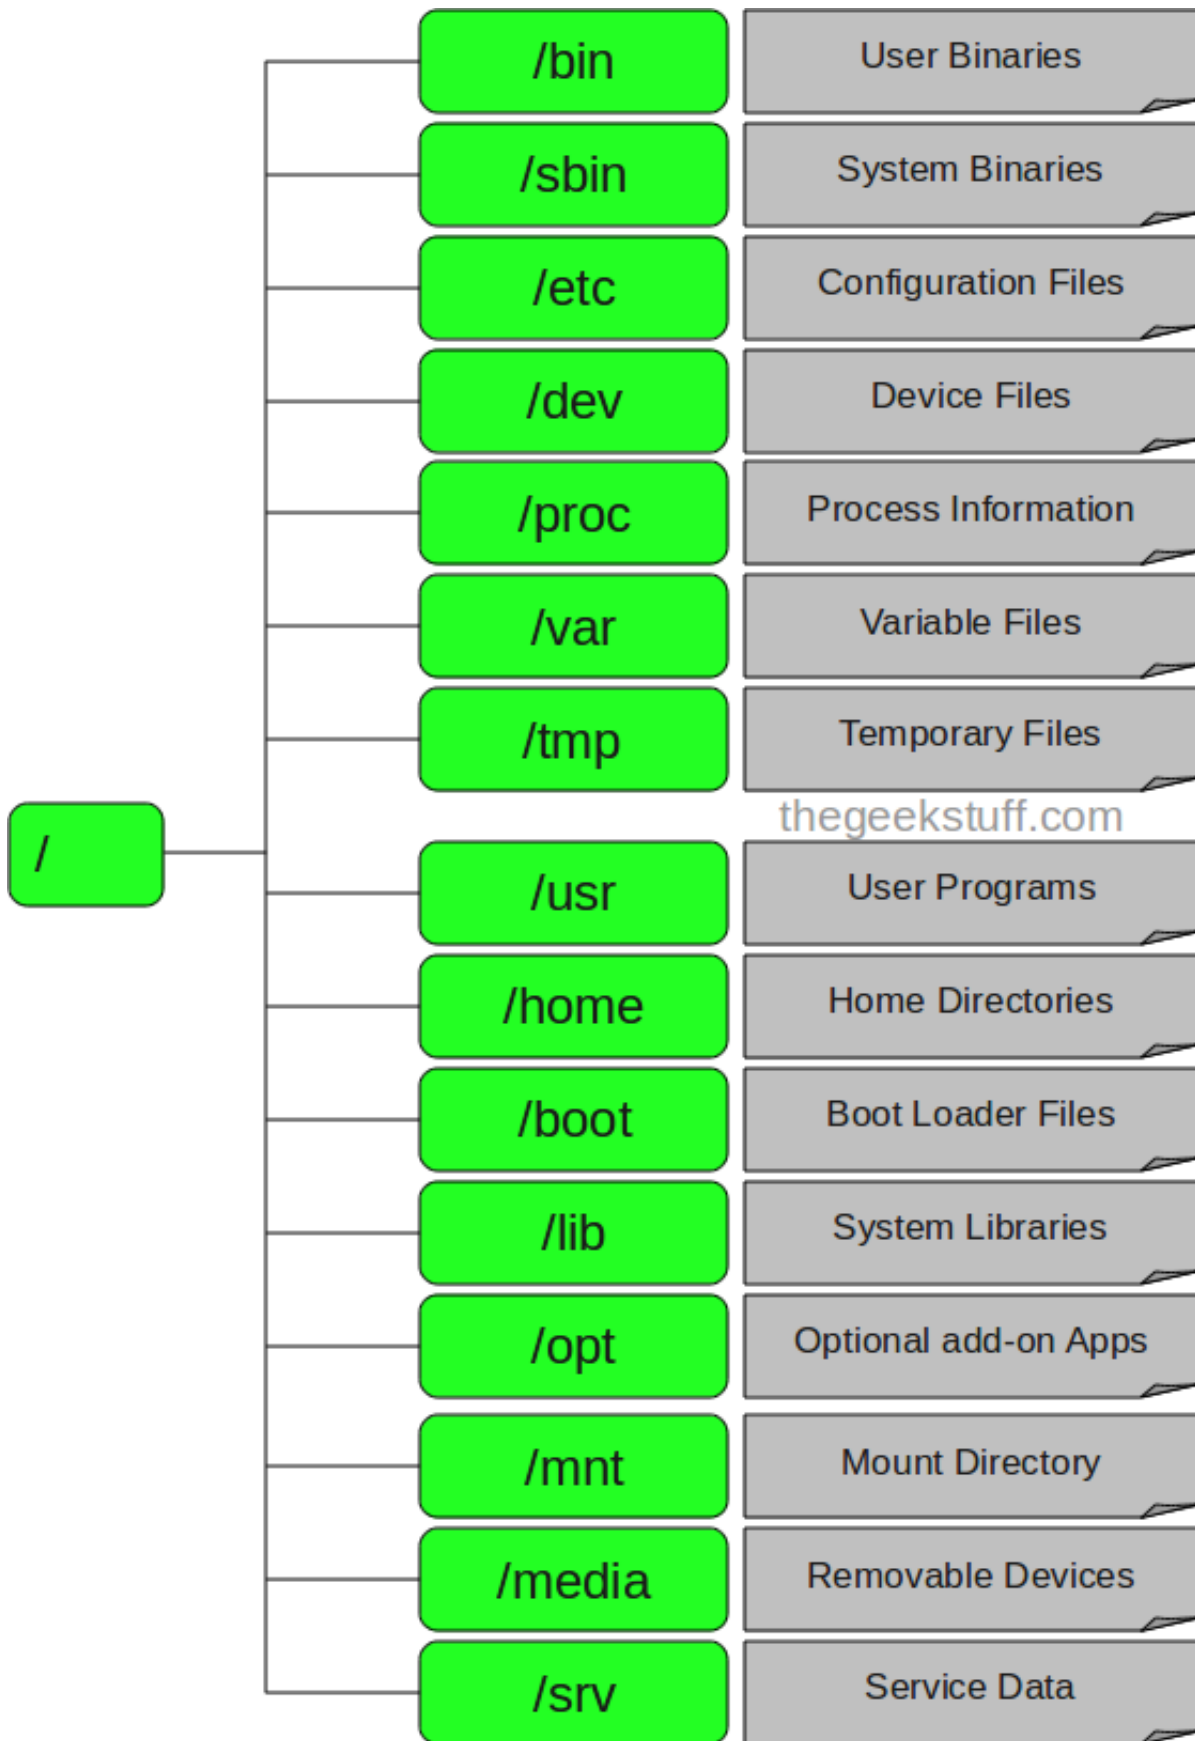 /bin
User Binaries
/sbin
System Binaries
/etc
Configuration Files
/dev
Device Files
/proc
Process Information
/var
Variable Files
/tmp
Temporary Files
thegeekstuff.com
/
/usr
User Programs
/home
Home Directories
/boot
Boot Loader Files
/lib
System Libraries
/opt
Optional add-on Apps
/mnt
Mount Directory
/media
Removable Devices
/srv
Service Data